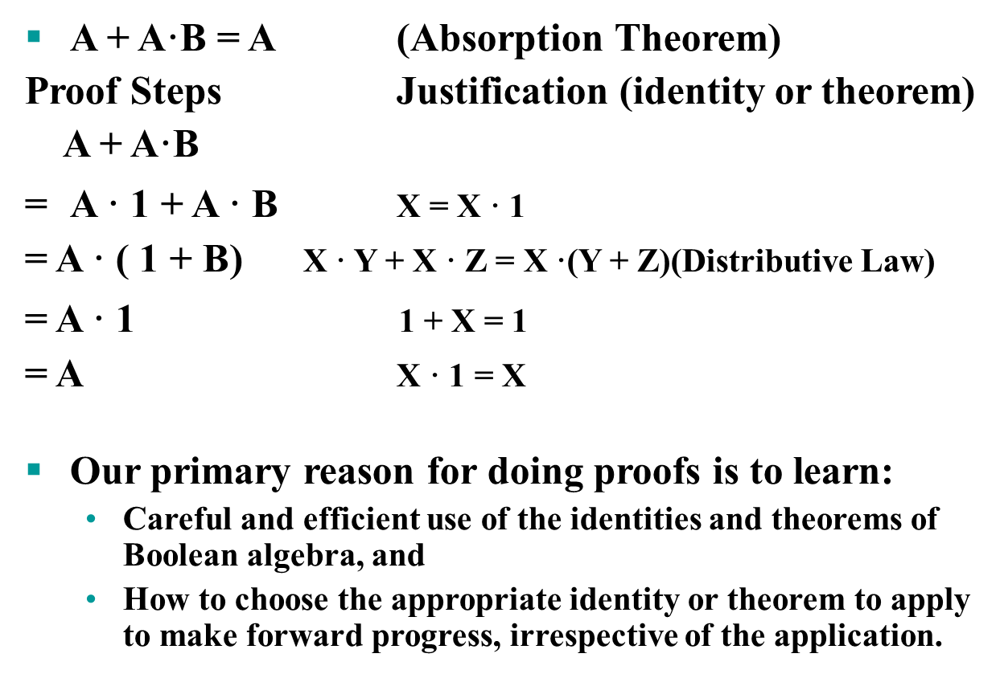 ▪ A + A·B = A (Absorption Theorem)
Proof Steps Justification (identity or theorem)
A + A·B
= A · 1 + A · B X = X · 1
= A · ( 1 + B) X · Y + X · Z = X ·(Y + Z)(Distributive Law)
= A · 1 1 + X = 1
= A X · 1 = X
▪ Our primary reason for doing proofs is to learn:
• Careful and efficient use of the identities and theorems of
Boolean algebra, and
• How to choose the appropriate identity or theorem to apply
to make forward progress, irrespective of the application.